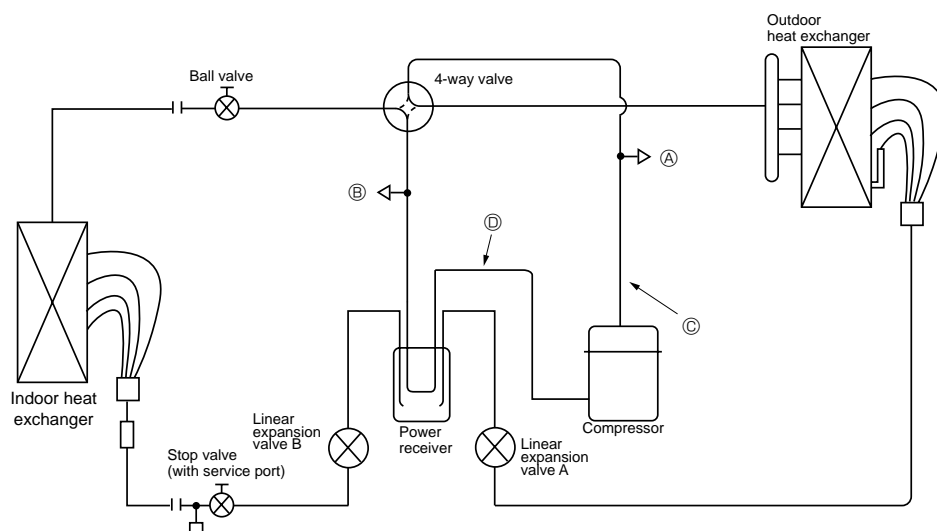 Outdoor
heat exchanger
Ball valve
4-way valve
Ⓐ
Ⓑ
Ⓓ
Ⓒ
Indoor heat
exchanger
Linear
expansion
valve B
Power
receiver
Linear
expansion
valve A
Compressor
Stop valve
(with service port)